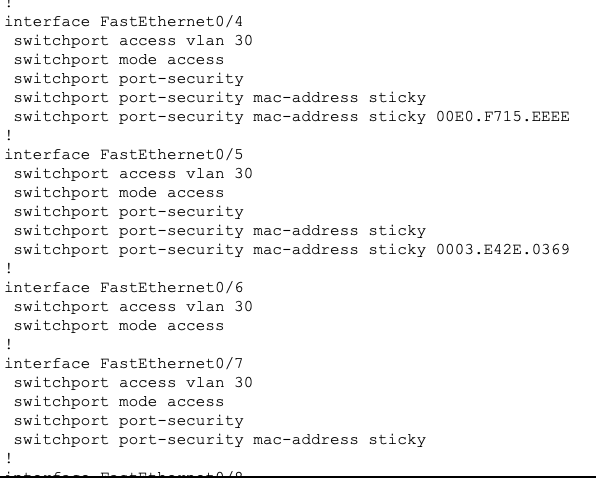 !
interface FastEthernet0/4
 switchport access vlan 30
 switchport mode access
 switchport port-security
 switchport port-security mac-address sticky
 switchport port-security mac-address sticky 00E0.F715.EEEE
!
interface FastEthernet0/5
 switchport access vlan 30
 switchport mode access
 switchport port-security
 switchport port-security mac-address sticky
 switchport port-security mac-address sticky 0003.E42E.0369
!
interface FastEthernet0/6
 switchport access vlan 30
 switchport mode access
!
interface FastEthernet0/7
 switchport access vlan 30
 switchport mode access
 switchport port-security
 switchport port-security mac-address sticky
!
interface FastEthernet0/8